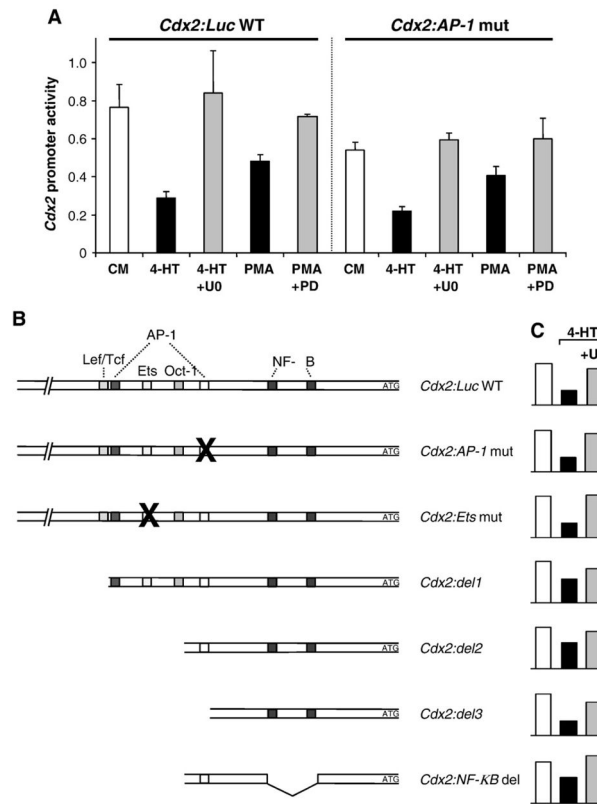 A
Cdx2:Luc WT
Cdx2:AP-1 mut
Cdx2 promoter activity
1.0
0.8
0.6
0.4
0.2
0
CM
4-HT
4-HT
+U0
PMA
PMA
+PD
CM
4-HT
4-HT
+U0
PMA
PMA
+PD
B
AP-1
Lef/Tcf
Ets
Oct-1
NF- B
ATG
Cdx2:Luc WT
X
ATG
Cdx2:AP-1 mut
X
ATG
Cdx2:Ets mut
ATG
Cdx2:del1
ATG
Cdx2:del2
ATG
Cdx2:del3
ATG
Cdx2:NF-KB del
C
4-HT
+U